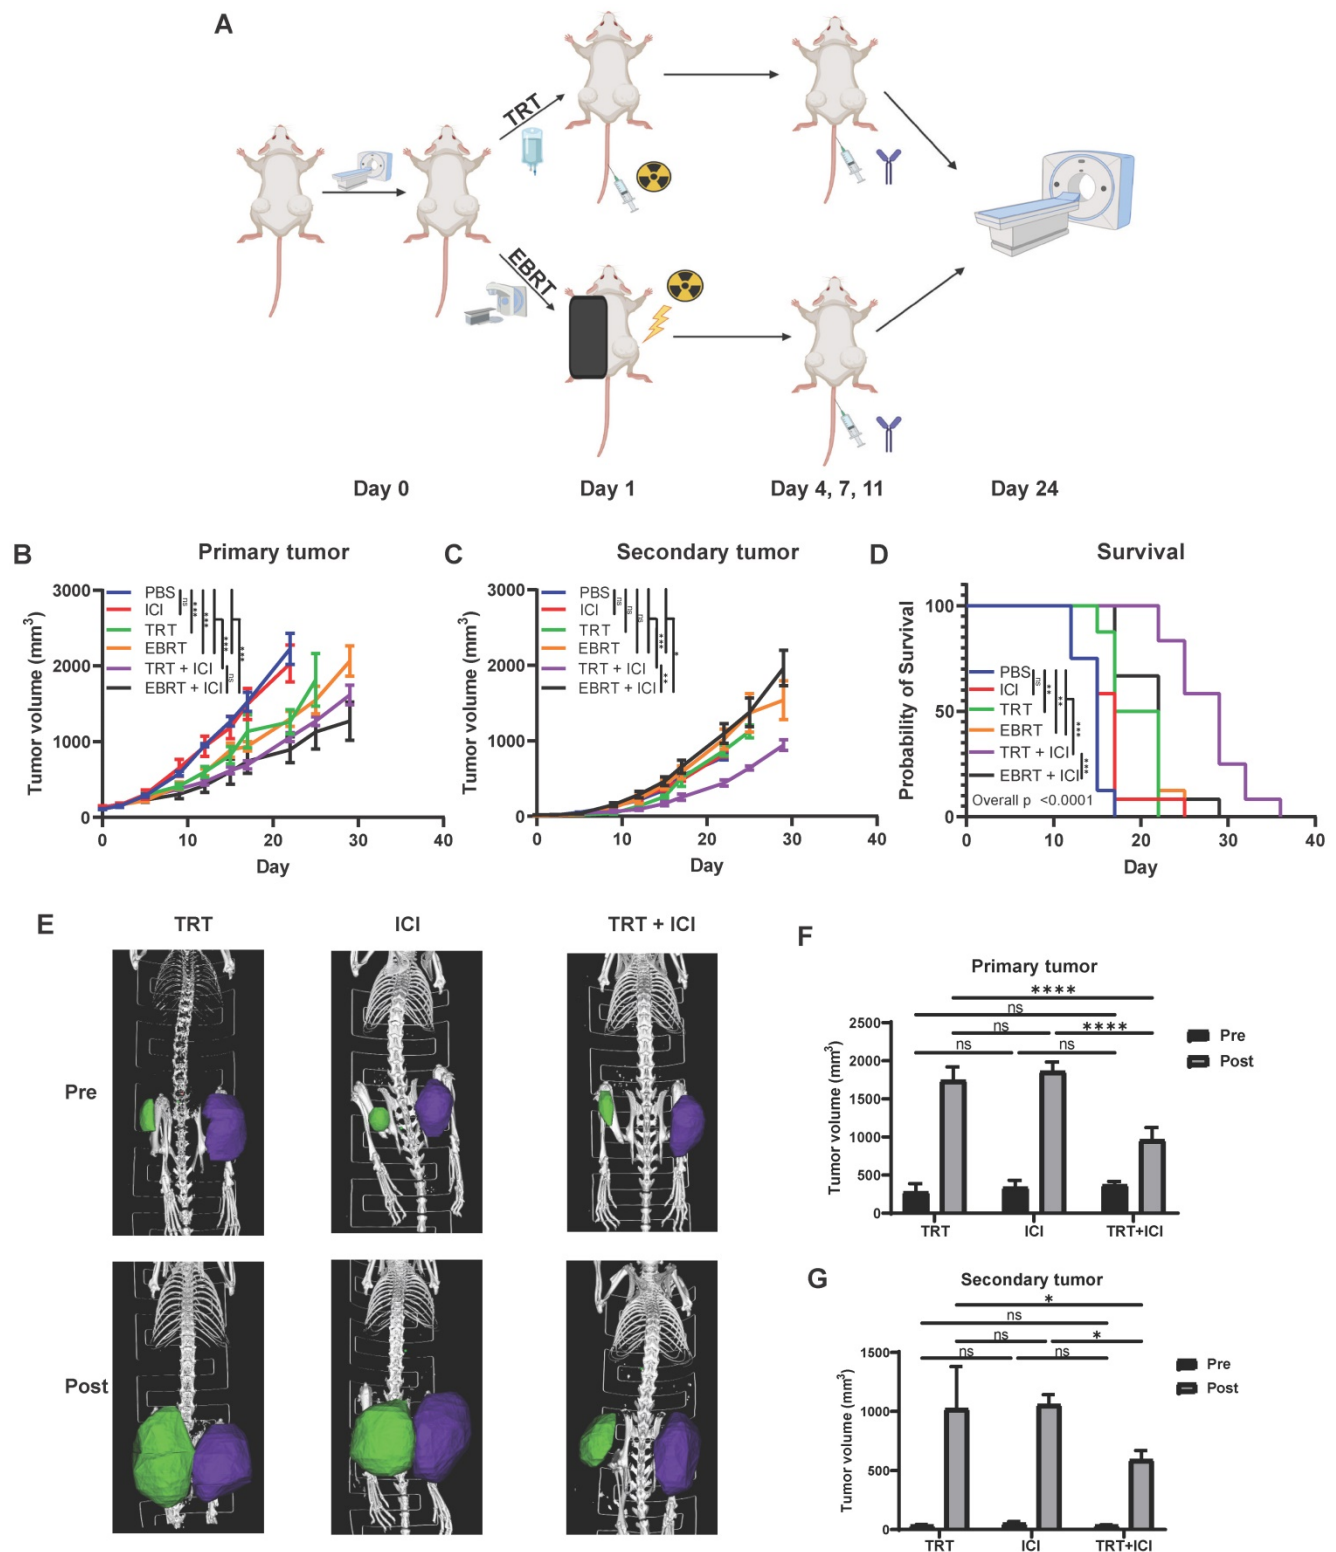 A
TRT
EBRT
Day 0
Day 1
Day 4, 7, 11
Day 24
B
Primary tumor
Tumor volume (mm³)
3000
2000
1000
0
PBS
ICI
TRT
EBRT
TRT + ICI
EBRT + ICI
ns
***
***
***
***
ns
0
10
20
30
40
Day
C
Secondary tumor
Tumor volume (mm³)
3000
2000
1000
0
PBS
ICI
TRT
EBRT
TRT + ICI
EBRT + ICI
ns
ns
ns
***
**
*
0
10
20
30
40
Day
D
Survival
Probability of Survival
100
50
0
PBS
ICI
TRT
EBRT
TRT + ICI
EBRT + ICI
ns
**
**
***
***
Overall p <0.0001
0
10
20
30
40
Day
E
TRT
ICI
TRT + ICI
Pre
Post
F
Primary tumor
****
ns
ns
****
ns
ns
Tumor volume (mm³)
2500
2000
1500
1000
500
0
TRT
ICI
TRT+ICI
Pre
Post
G
Secondary tumor
*
ns
ns
*
ns
ns
Tumor volume (mm³)
1500
1000
500
0
TRT
ICI
TRT+ICI
Pre
Post